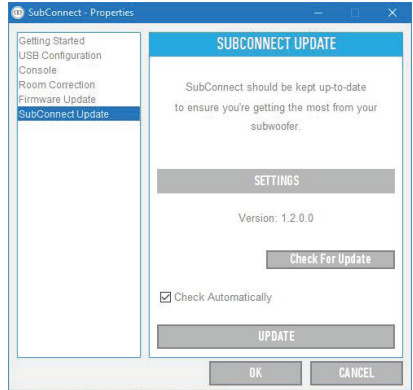 SubConnect - Properties
Getting Started
USB Configuration
Console
Room Correction
Firmware Update
SubConnect Update
SUBCONNECT UPDATE
SubConnect should be kept up-to-date
to ensure you're getting the most from your
subwoofer.
SETTINGS
Version: 1.2.0.0
Check For Update
Check Automatically
UPDATE
OK
CANCEL